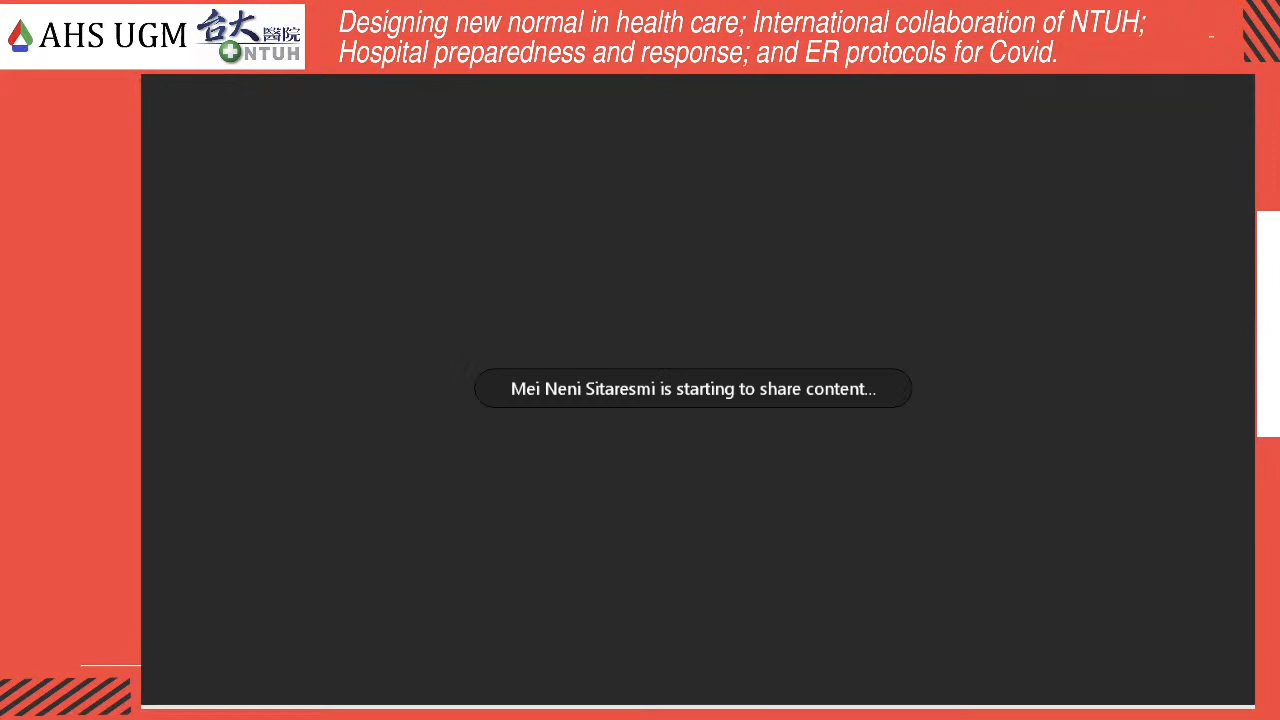 AHS UGM
台大醫院
NTUH
Designing new normal in health care; International collaboration of NTUH;
Hospital preparedness and response; and ER protocols for Covid.
Mei Neni Sitaresmi is starting to share content...